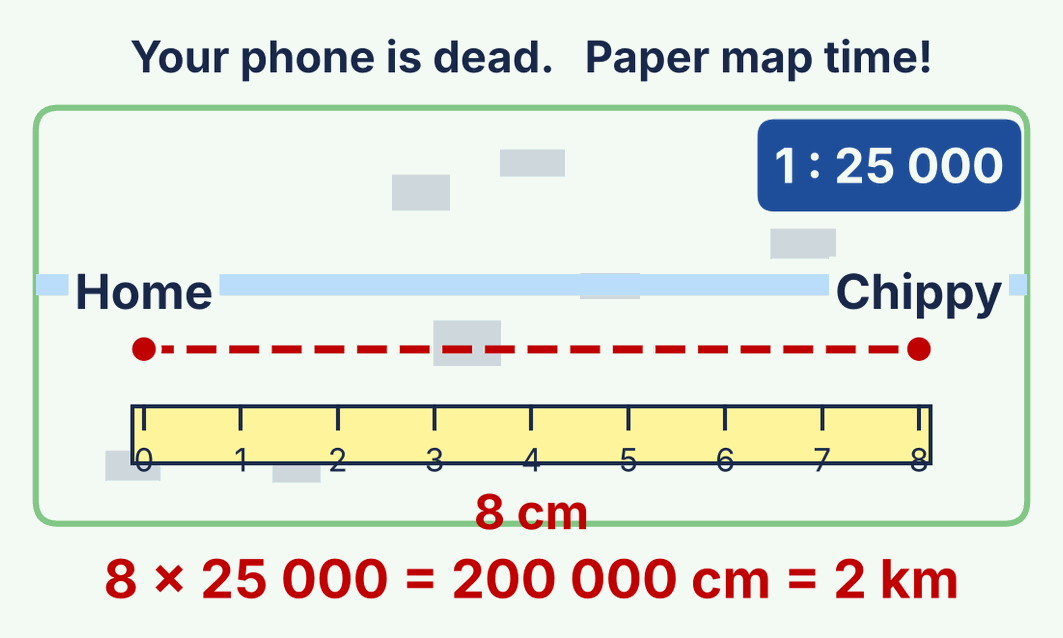 Your phone is dead. Paper map time!
1 : 25 000
Home Chippy
0 1 2 3 4 5 6 7 8
8 cm
8 × 25 000 = 200 000 cm = 2 km